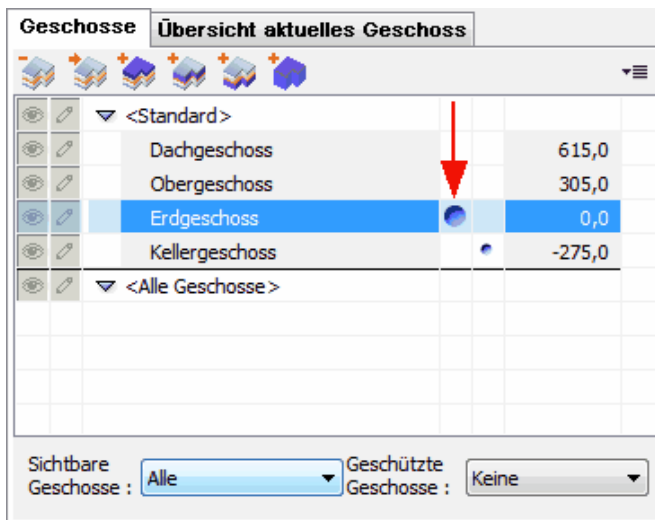 Geschosse Übersicht aktuelles Geschoss
<Standard>
Dachgeschoss 615,0
Obergeschoss 305,0
Erdgeschoss 0,0
Kellergeschoss -275,0
<Alle Geschosse>
Sichtbare Geschosse : Alle
Geschützte Geschosse : Keine